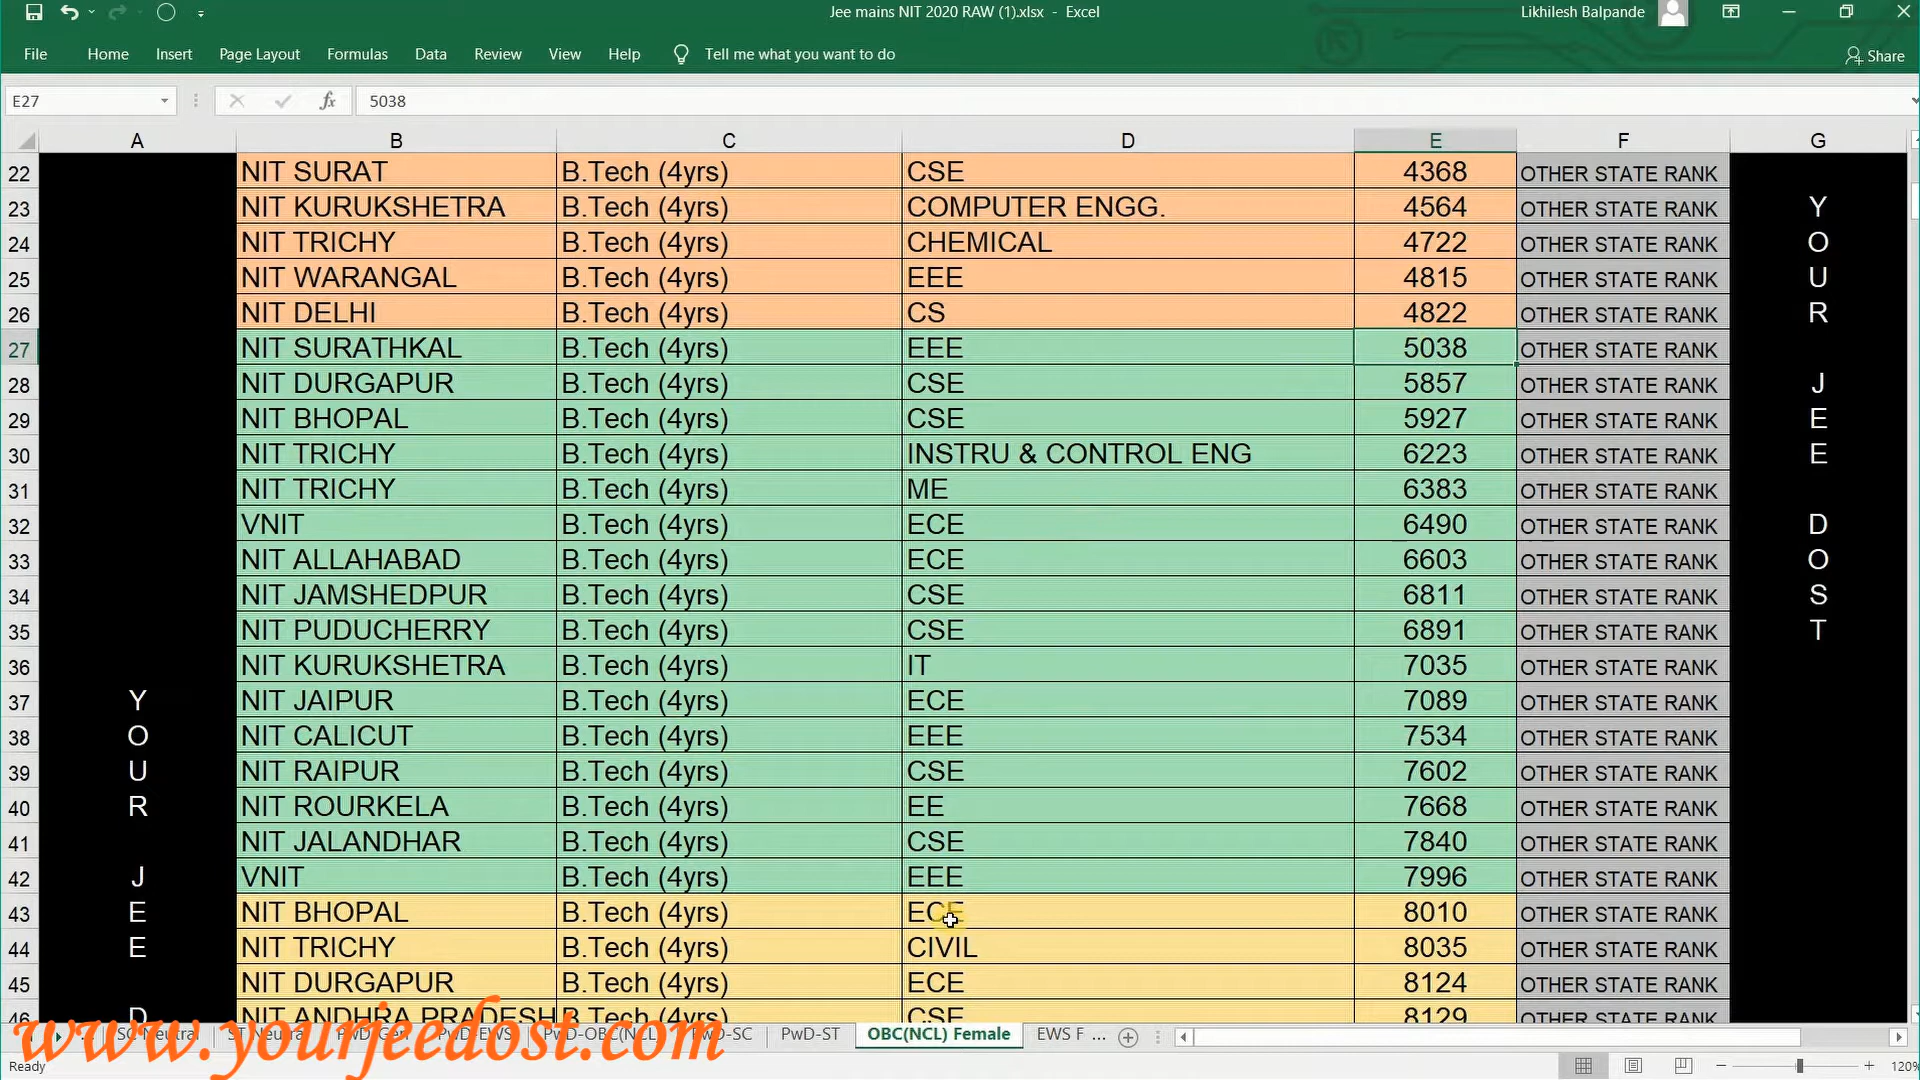 Jee mains NIT 2020 RAW (1).xlsx - Excel
Likhilesh Balpande
File Home Insert Page Layout Formulas Data Review View Help Tell me what you want to do
Share
E27 fx 5038
A B C D E F G
22 NIT SURAT B.Tech (4yrs) CSE 4368 OTHER STATE RANK
23 NIT KURUKSHETRA B.Tech (4yrs) COMPUTER ENGG. 4564 OTHER STATE RANK Y
24 NIT TRICHY B.Tech (4yrs) CHEMICAL 4722 OTHER STATE RANK O
25 NIT WARANGAL B.Tech (4yrs) EEE 4815 OTHER STATE RANK U
26 NIT DELHI B.Tech (4yrs) CS 4822 OTHER STATE RANK R
27 NIT SURATHKAL B.Tech (4yrs) EEE 5038 OTHER STATE RANK
28 NIT DURGAPUR B.Tech (4yrs) CSE 5857 OTHER STATE RANK J
29 NIT BHOPAL B.Tech (4yrs) CSE 5927 OTHER STATE RANK E
30 NIT TRICHY B.Tech (4yrs) INSTRU & CONTROL ENG 6223 OTHER STATE RANK E
31 NIT TRICHY B.Tech (4yrs) ME 6383 OTHER STATE RANK
32 VNIT B.Tech (4yrs) ECE 6490 OTHER STATE RANK D
33 NIT ALLAHABAD B.Tech (4yrs) ECE 6603 OTHER STATE RANK O
34 NIT JAMSHEDPUR B.Tech (4yrs) CSE 6811 OTHER STATE RANK S
35 NIT PUDUCHERRY B.Tech (4yrs) CSE 6891 OTHER STATE RANK T
36 NIT KURUKSHETRA B.Tech (4yrs) IT 7035 OTHER STATE RANK
37 Y NIT JAIPUR B.Tech (4yrs) ECE 7089 OTHER STATE RANK
38 O NIT CALICUT B.Tech (4yrs) EEE 7534 OTHER STATE RANK
39 U NIT RAIPUR B.Tech (4yrs) CSE 7602 OTHER STATE RANK
40 R NIT ROURKELA B.Tech (4yrs) EE 7668 OTHER STATE RANK
41 NIT JALANDHAR B.Tech (4yrs) CSE 7840 OTHER STATE RANK
42 J VNIT B.Tech (4yrs) EEE 7996 OTHER STATE RANK
43 E NIT BHOPAL B.Tech (4yrs) ECE 8010 OTHER STATE RANK
44 E NIT TRICHY B.Tech (4yrs) CIVIL 8035 OTHER STATE RANK
45 NIT DURGAPUR B.Tech (4yrs) ECE 8124 OTHER STATE RANK
46 D NIT ANDHRA PRADESH B.Tech (4yrs) CSE 8129 OTHER STATE RANK
SC Neutral ST Neutral PwD-Gen PwD-EWS PwD-OBC(NCL) PwD-SC PwD-ST OBC(NCL) Female EWS F ...
www.yourjeedost.com
Ready 120%